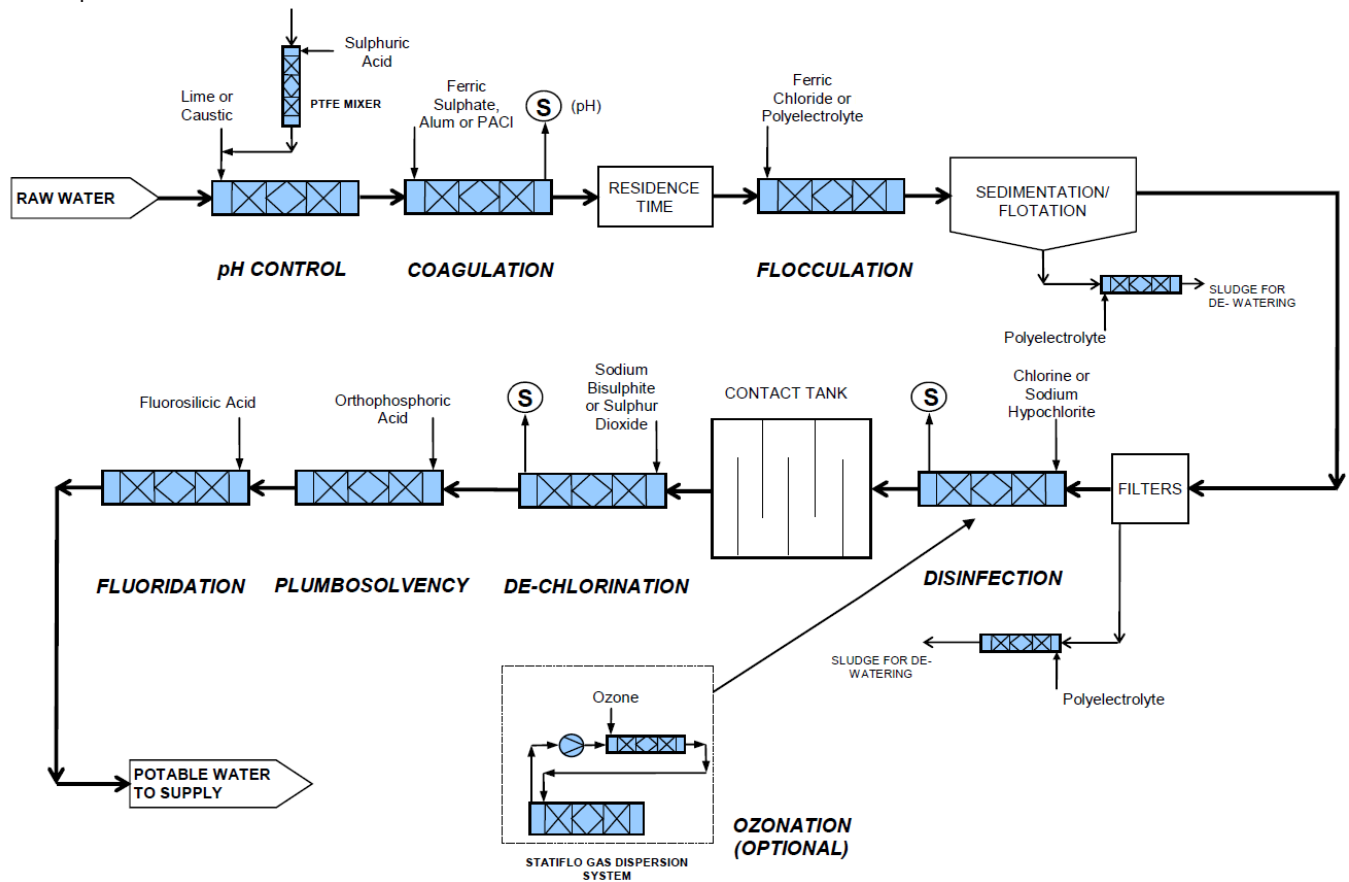 Sulphuric
Acid
PTFE MIXER
Lime or
Caustic
Ferric
Sulphate,
Alum or PACl
S
(pH)
Ferric
Chloride or
Polyelectrolyte
RAW WATER
RESIDENCE
TIME
SEDIMENTATION/
FLOTATION
pH CONTROL
COAGULATION
FLOCCULATION
SLUDGE FOR
DE- WATERING
Polyelectrolyte
Fluorosilicic Acid
Orthophosphoric
Acid
S
Sodium
Bisulphite
or Sulphur
Dioxide
CONTACT TANK
S
Chlorine or
Sodium
Hypochlorite
FILTERS
FLUORIDATION
PLUMBOSOLVENCY
DE-CHLORINATION
DISINFECTION
SLUDGE FOR DE-
WATERING
Polyelectrolyte
Ozone
POTABLE WATER
TO SUPPLY
OZONATION
(OPTIONAL)
STATIFLO GAS DISPERSION
SYSTEM